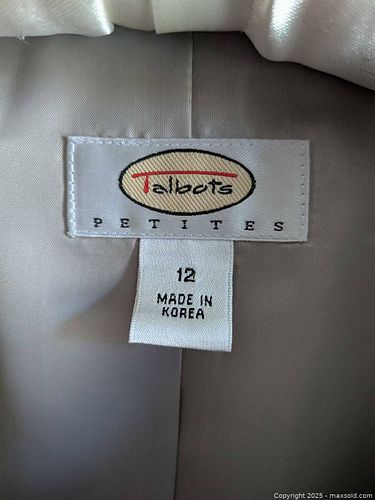 Talbots
PETITES
12
MADE IN
KOREA
Copyright 2025 - maxsold.com